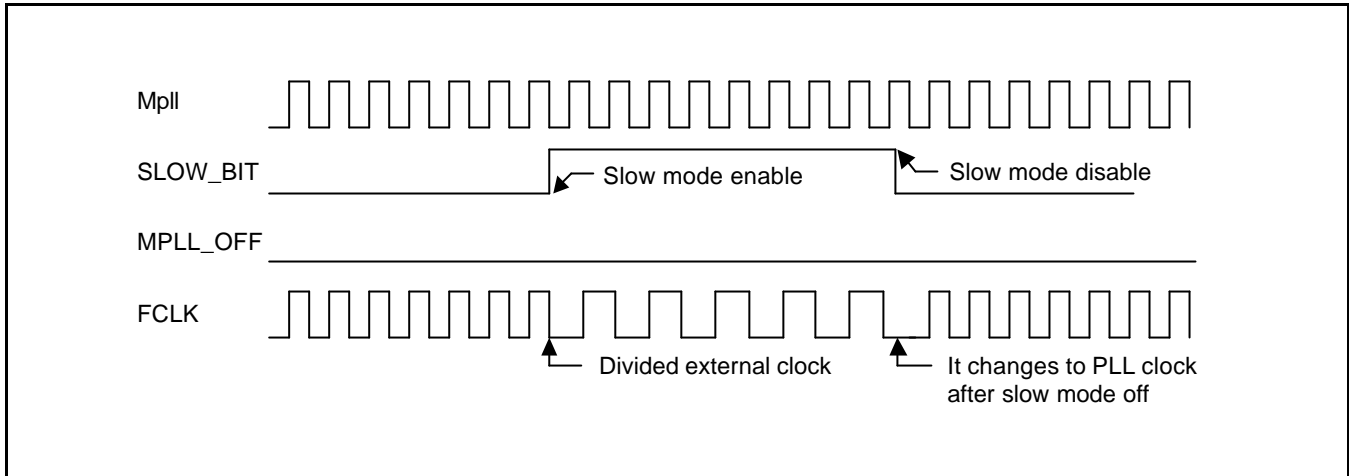 Mpll
SLOW_BIT
Slow mode enable
Slow mode disable
MPLL_OFF
FCLK
Divided external clock
It changes to PLL clock
after slow mode off